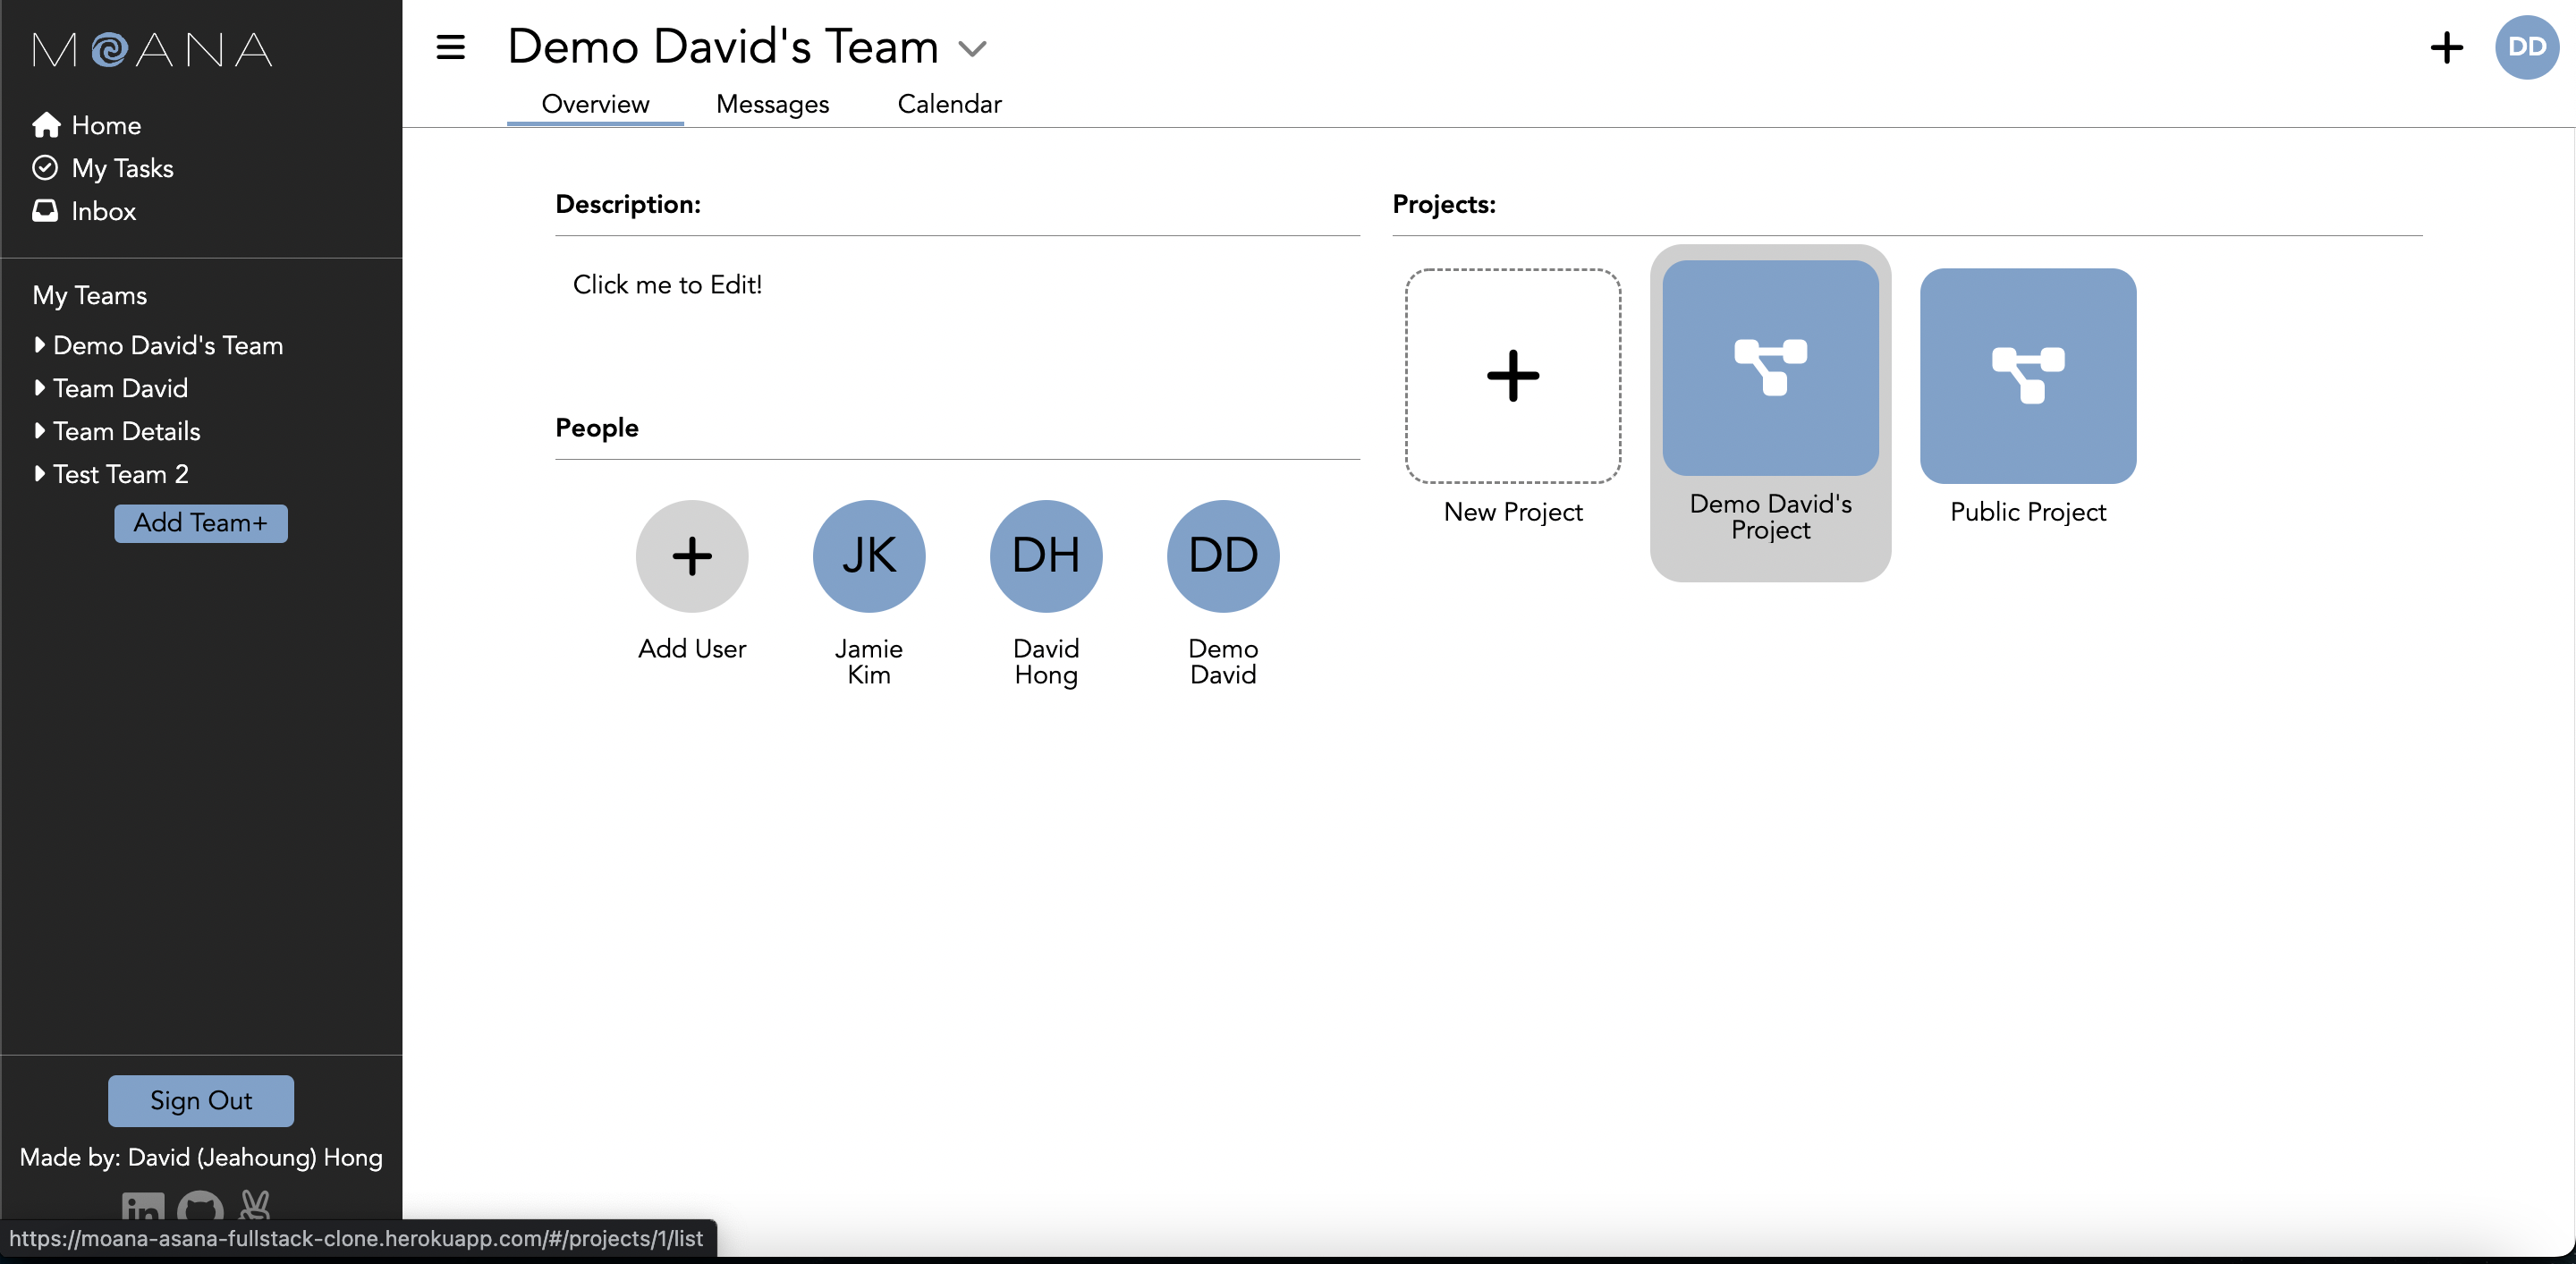 MOANA
Home
My Tasks
Inbox
My Teams
Demo David's Team
Team David
Team Details
Test Team 2
Add Team+
Sign Out
Made by: David (Jeahoung) Hong
in
https://moana-asana-fullstack-clone.herokuapp.com/#/projects/1/list
Demo David's Team
DD
Overview
Messages
Calendar
Description:
Click me to Edit!
People
Add User
JK
Jamie
Kim
DH
David
Hong
DD
Demo
David
Projects:
New Project
Demo David's
Project
Public Project